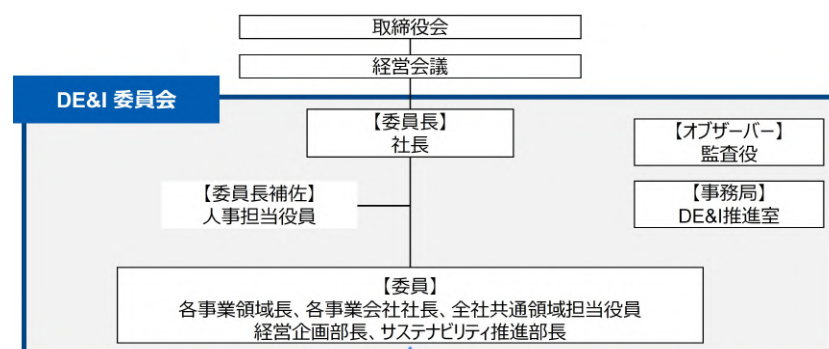 取締役会
経営会議
DE&I 委員会
【委員長】
社長
【オブザーバー】
監査役
【委員長補佐】
人事担当役員
【事務局】
DE&I推進室
【委員】
各事業領域長、各事業会社社長、全社共通領域担当役員
経営企画部長、サステナビリティ推進部長